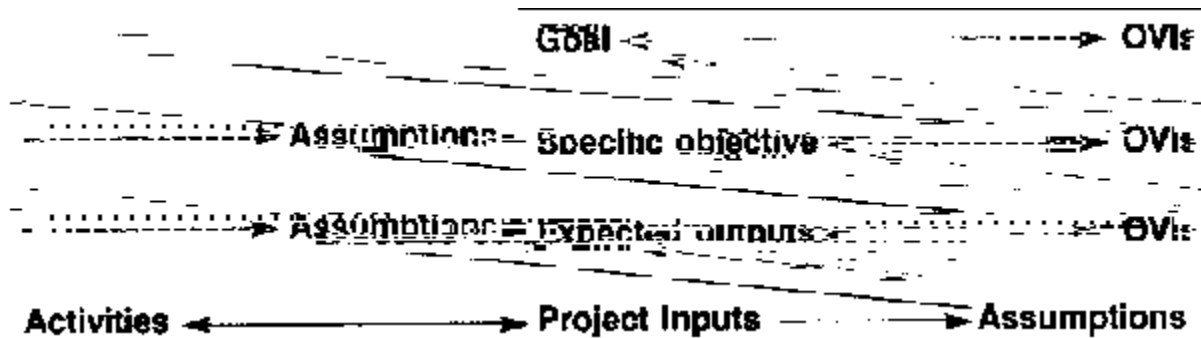 Goal OVIs
Assumptions Specific objective OVIs
Assumptions Expected outputs OVIs
Activities Project Inputs Assumptions